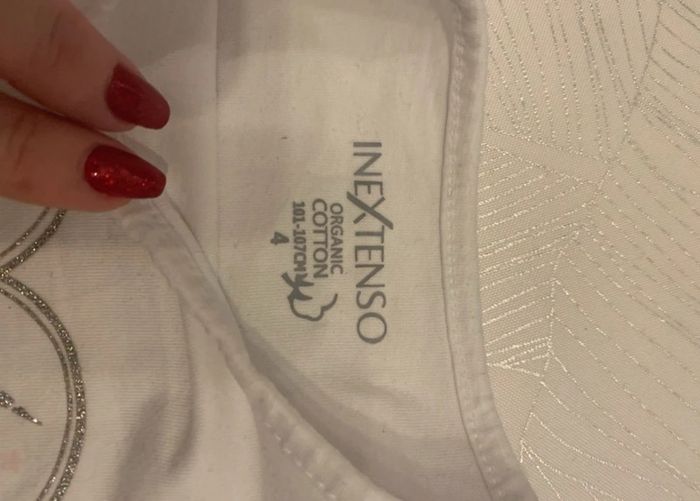 INEXTENSO
ORGANIC
COTTON
101-107CM
4